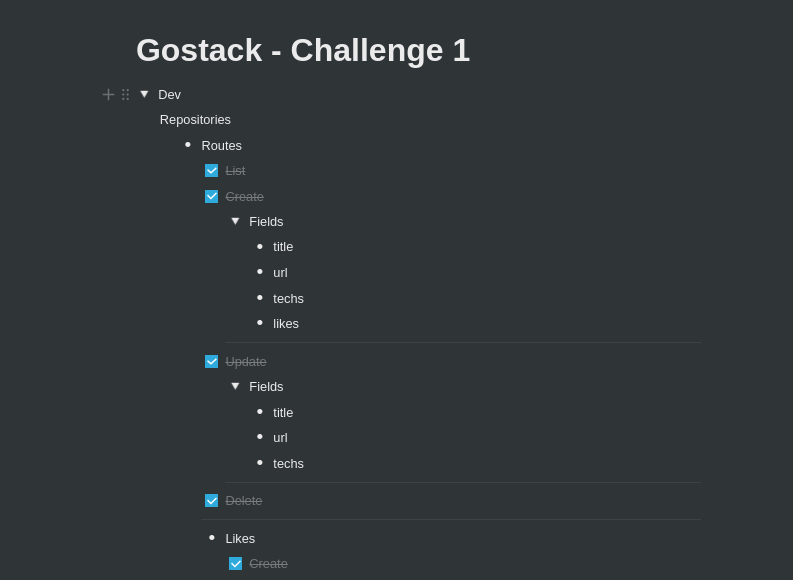 Gostack - Challenge 1
Dev
Repositories
Routes
List
Create
Fields
title
url
techs
likes
Update
Fields
title
url
techs
Delete
Likes
Create